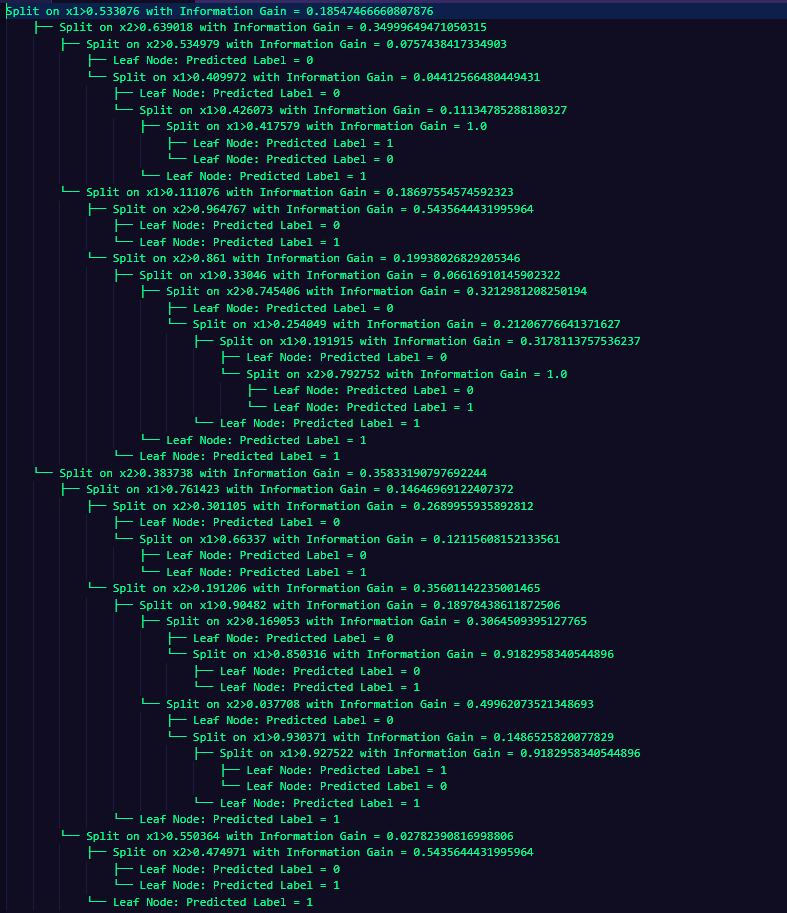 Split on x1>0.533076 with Information Gain = 0.18547466660807876
├── Split on x2>0.639018 with Information Gain = 0.34999649471050315
├── Split on x2>0.534979 with Information Gain = 0.0757438417334903
├── Leaf Node: Predicted Label = 0
└── Split on x1>0.409972 with Information Gain = 0.04412566480449431
├── Leaf Node: Predicted Label = 0
└── Split on x1>0.426073 with Information Gain = 0.11134785288180327
├── Split on x1>0.417579 with Information Gain = 1.0
├── Leaf Node: Predicted Label = 1
└── Leaf Node: Predicted Label = 0
└── Leaf Node: Predicted Label = 1
└── Split on x1>0.111076 with Information Gain = 0.18697554574592323
├── Split on x2>0.964767 with Information Gain = 0.5435644431995964
├── Leaf Node: Predicted Label = 0
└── Leaf Node: Predicted Label = 1
└── Split on x2>0.861 with Information Gain = 0.19938026829205346
├── Split on x1>0.33046 with Information Gain = 0.06616910145902322
├── Split on x2>0.745406 with Information Gain = 0.3212981208250194
├── Leaf Node: Predicted Label = 0
└── Split on x1>0.254049 with Information Gain = 0.21206776641371627
├── Split on x1>0.191915 with Information Gain = 0.3178113757536237
├── Leaf Node: Predicted Label = 0
└── Split on x2>0.792752 with Information Gain = 1.0
├── Leaf Node: Predicted Label = 0
└── Leaf Node: Predicted Label = 1
└── Leaf Node: Predicted Label = 1
└── Leaf Node: Predicted Label = 1
└── Leaf Node: Predicted Label = 1
└── Split on x2>0.383738 with Information Gain = 0.35833190797692244
├── Split on x1>0.761423 with Information Gain = 0.14646969122407372
├── Split on x2>0.301105 with Information Gain = 0.2689955935892812
├── Leaf Node: Predicted Label = 0
└── Split on x1>0.66337 with Information Gain = 0.12115608152133561
├── Leaf Node: Predicted Label = 0
└── Leaf Node: Predicted Label = 1
└── Split on x2>0.191206 with Information Gain = 0.35601142235001465
├── Split on x1>0.90482 with Information Gain = 0.18978438611872506
├── Split on x2>0.169053 with Information Gain = 0.3064509395127765
├── Leaf Node: Predicted Label = 0
└── Split on x1>0.850316 with Information Gain = 0.9182958340544896
├── Leaf Node: Predicted Label = 0
└── Leaf Node: Predicted Label = 1
└── Split on x2>0.037708 with Information Gain = 0.49962073521348693
├── Leaf Node: Predicted Label = 0
└── Split on x1>0.930371 with Information Gain = 0.1486525820077829
├── Split on x1>0.927522 with Information Gain = 0.9182958340544896
├── Leaf Node: Predicted Label = 1
└── Leaf Node: Predicted Label = 0
└── Leaf Node: Predicted Label = 1
└── Leaf Node: Predicted Label = 1
└── Split on x1>0.550364 with Information Gain = 0.02782390816998806
├── Split on x2>0.474971 with Information Gain = 0.5435644431995964
├── Leaf Node: Predicted Label = 0
└── Leaf Node: Predicted Label = 1
└── Leaf Node: Predicted Label = 1